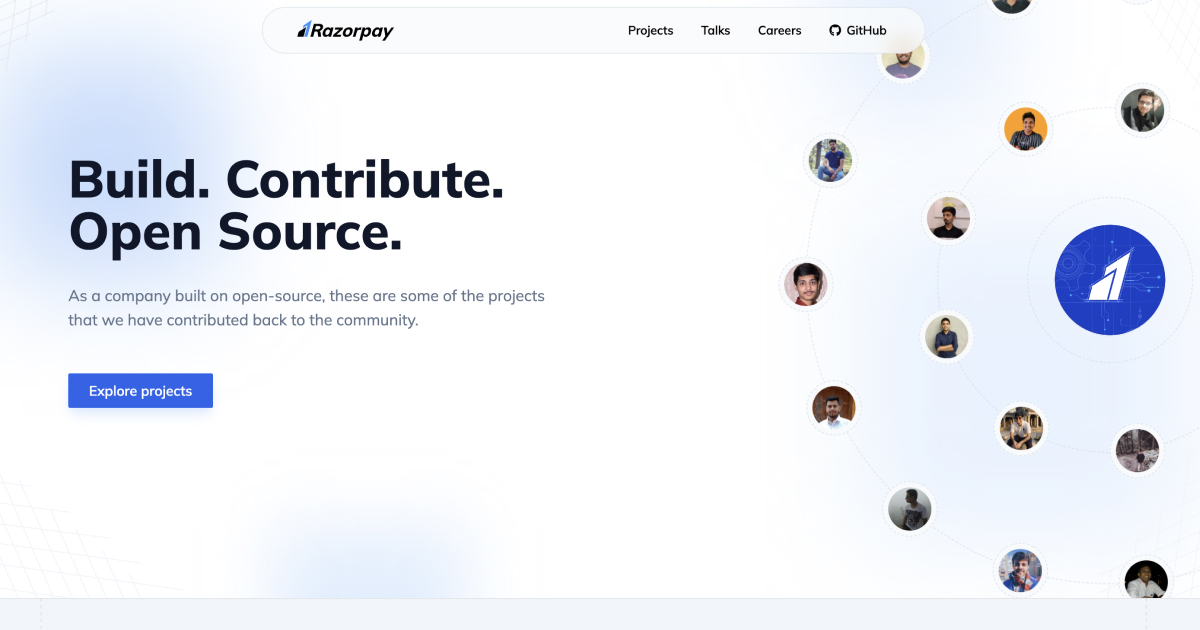 Razorpay
Projects
Talks
Careers
GitHub
Build. Contribute.
Open Source.
As a company built on open-source, these are some of the projects
that we have contributed back to the community.
Explore projects